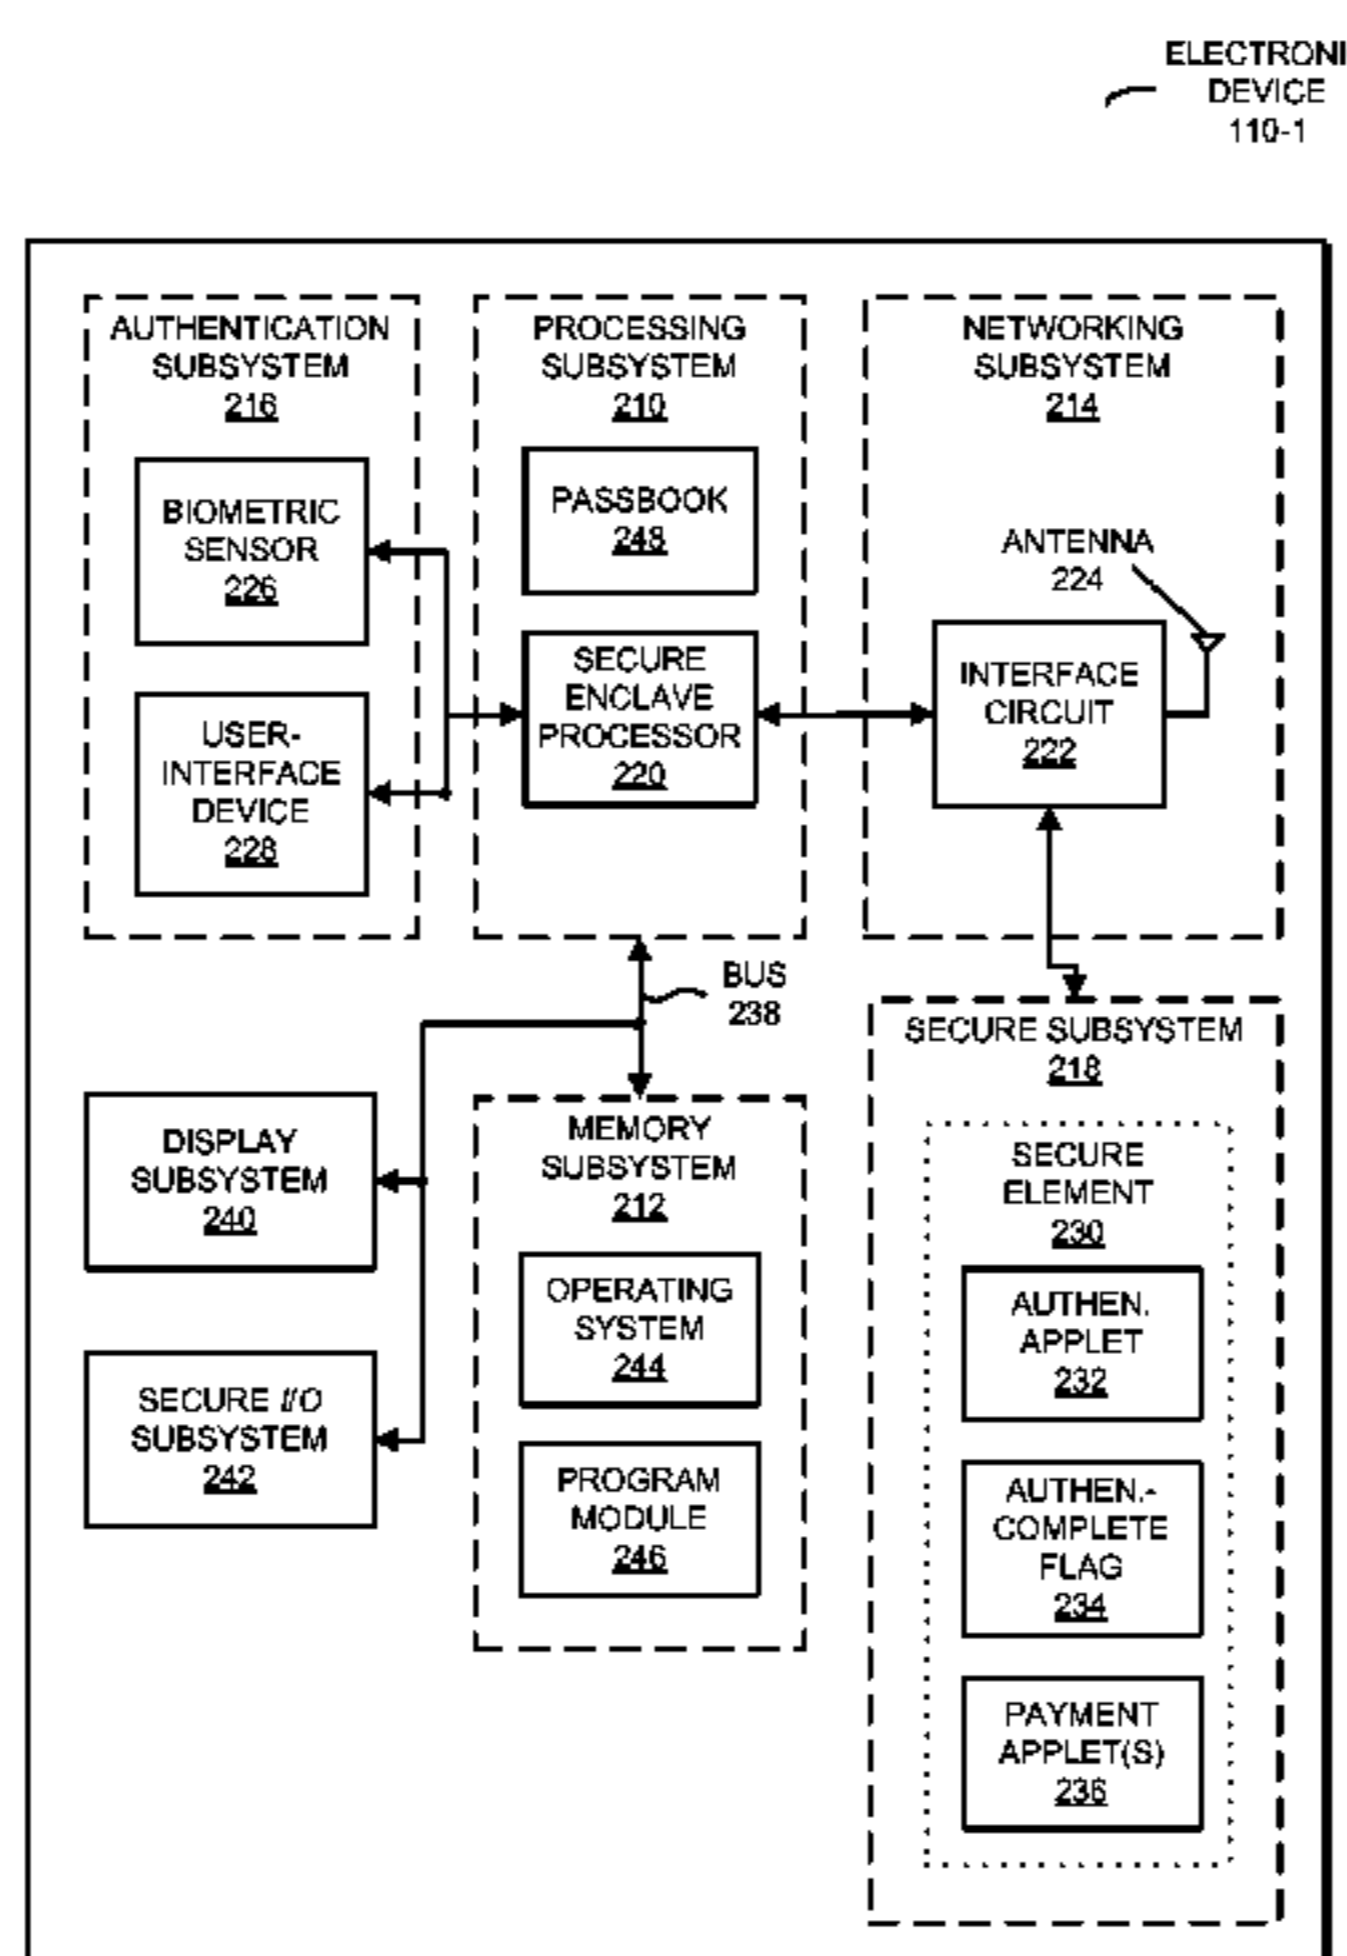 ELECTRONI
DEVICE
110-1
AUTHENTICATION
SUBSYSTEM
216
BIOMETRIC
SENSOR
226
USER-
INTERFACE
DEVICE
228
PROCESSING
SUBSYSTEM
210
PASSBOOK
248
SECURE
ENCLAVE
PROCESSOR
220
NETWORKING
SUBSYSTEM
214
ANTENNA
224
INTERFACE
CIRCUIT
222
BUS
238
DISPLAY
SUBSYSTEM
240
SECURE I/O
SUBSYSTEM
242
MEMORY
SUBSYSTEM
212
OPERATING
SYSTEM
244
PROGRAM
MODULE
246
SECURE SUBSYSTEM
218
SECURE
ELEMENT
230
AUTHEN.
APPLET
232
AUTHEN.-
COMPLETE
FLAG
234
PAYMENT
APPLET(S)
236